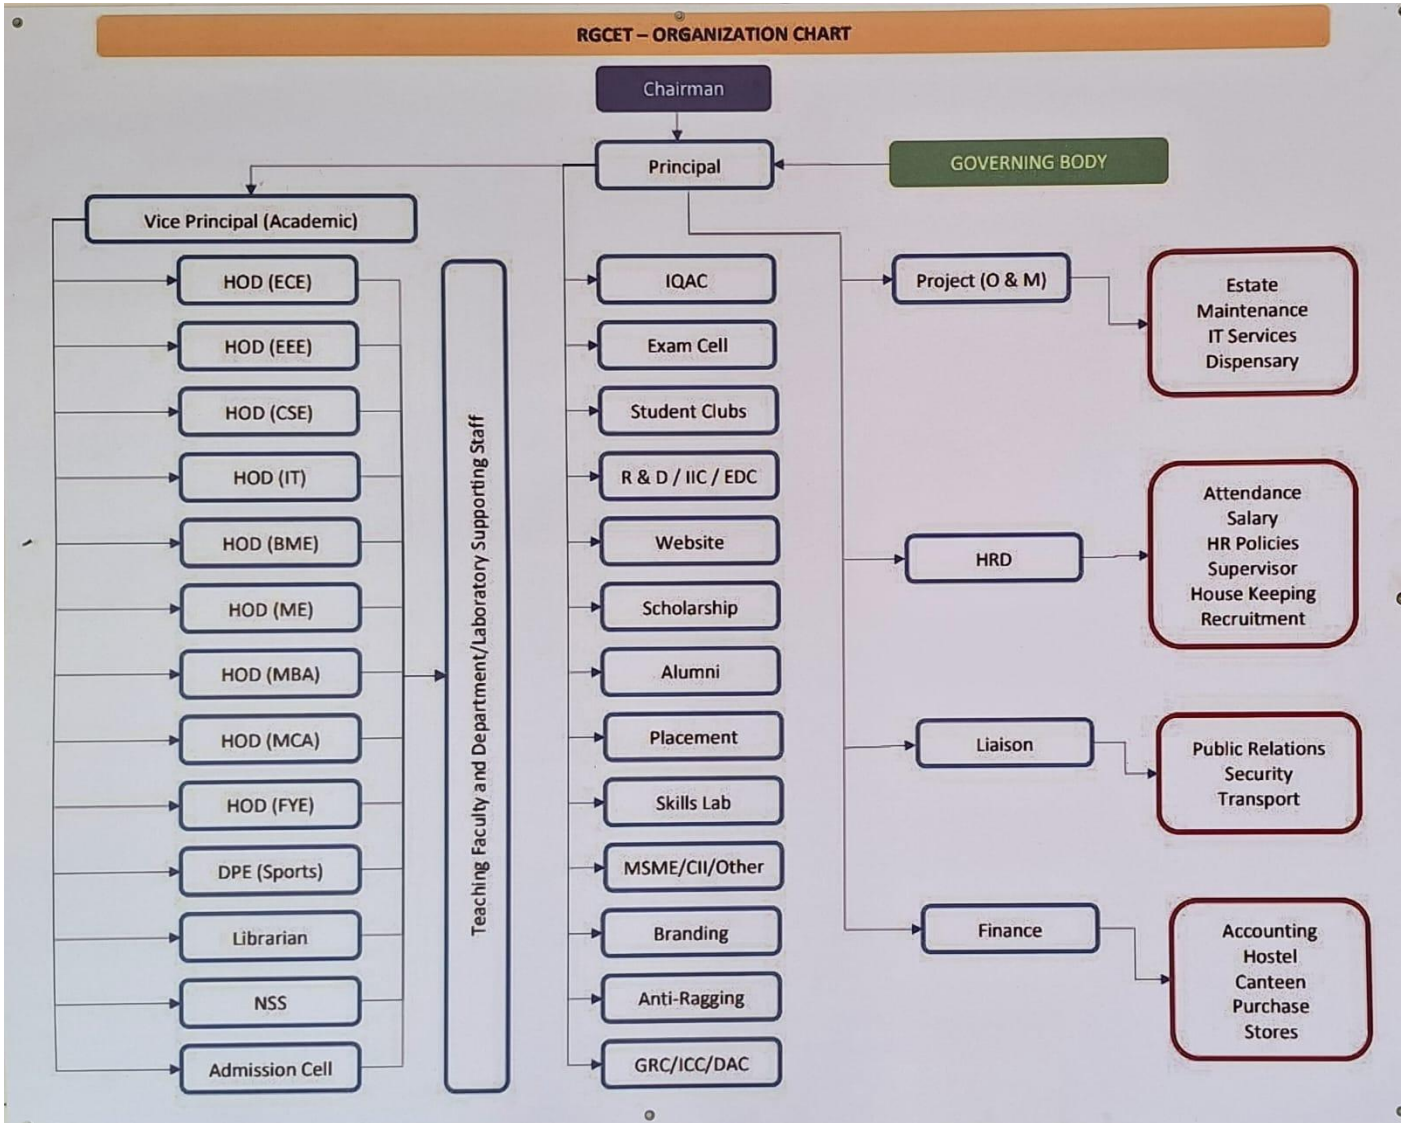 RGCET – ORGANIZATION CHART
Chairman
Principal
GOVERNING BODY
Vice Principal (Academic)
HOD (ECE)
HOD (EEE)
HOD (CSE)
HOD (IT)
HOD (BME)
HOD (ME)
HOD (MBA)
HOD (MCA)
HOD (FYE)
DPE (Sports)
Librarian
NSS
Admission Cell
Teaching Faculty and Department/Laboratory Supporting Staff
IQAC
Exam Cell
Student Clubs
R & D / IIC / EDC
Website
Scholarship
Alumni
Placement
Skills Lab
MSME/CII/Other
Branding
Anti-Ragging
GRC/ICC/DAC
Project (O & M)
Estate
Maintenance
IT Services
Dispensary
HRD
Attendance
Salary
HR Policies
Supervisor
House Keeping
Recruitment
Liaison
Public Relations
Security
Transport
Finance
Accounting
Hostel
Canteen
Purchase
Stores